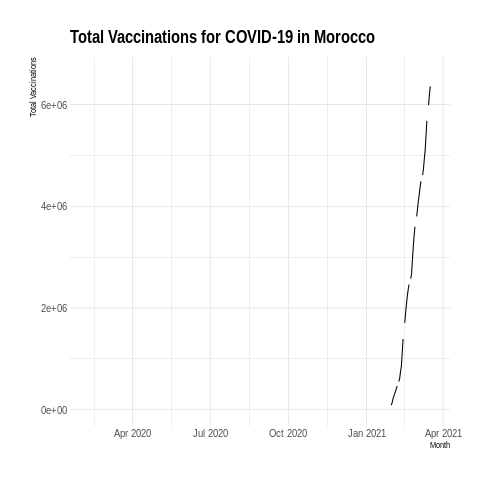 Total Vaccinations for COVID-19 in Morocco
Total Vaccinations
6e+06
4e+06
2e+06
0e+00
Apr 2020 Jul 2020 Oct 2020 Jan 2021 Apr 2021
Month